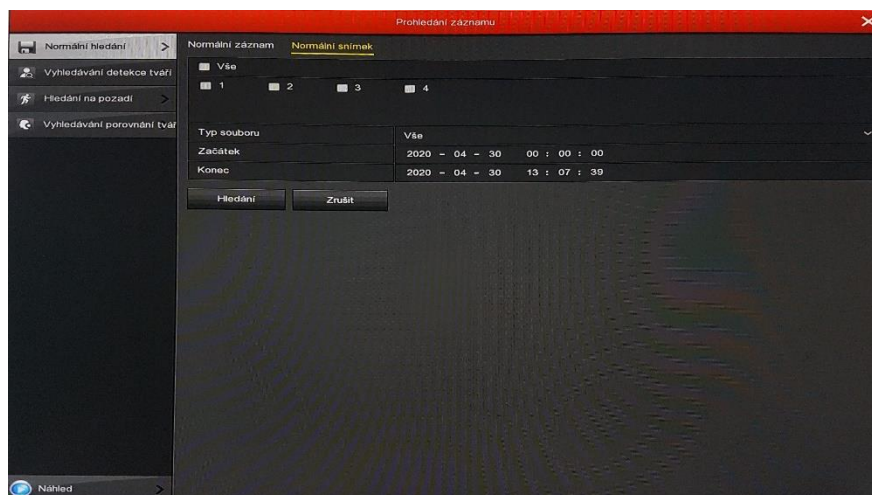 Prohledání záznamu
Normální hledání
Vyhledávání detekce tváří
Hledání na pozadí
Vyhledávání porovnání tvář
Náhled
Normální záznam Normální snímek
Vše
1 2 3 4
Typ souboru Vše
Začátek 2020 - 04 - 30 00 : 00 : 00
Konec 2020 - 04 - 30 13 : 07 : 39
Hledání Zrušit